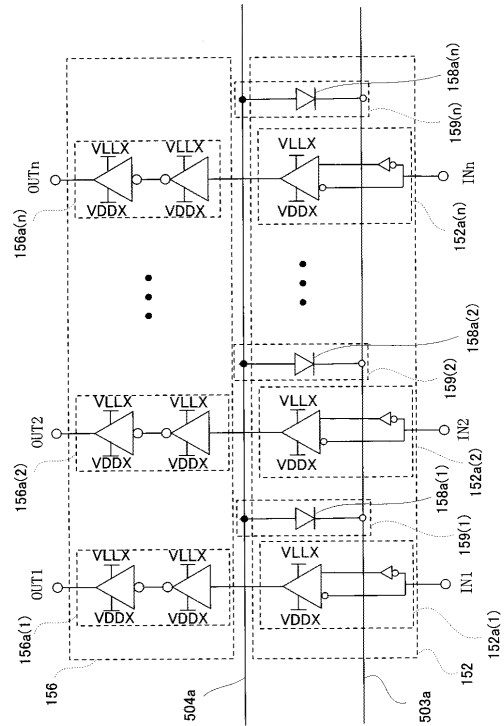 OUT1
OUT2
OUTn
156a(1)
156a(2)
156a(n)
VLLX
VDDX
VLLX
VDDX
VLLX
VDDX
VLLX
VDDX
VLLX
VDDX
VLLX
VDDX
156
504a
VLLX
VDDX
VLLX
VDDX
VLLX
VDDX
158a(1)
159(1)
158a(2)
159(2)
158a(n)
159(n)
IN1
IN2
INn
152a(1)
152a(2)
152a(n)
152
503a